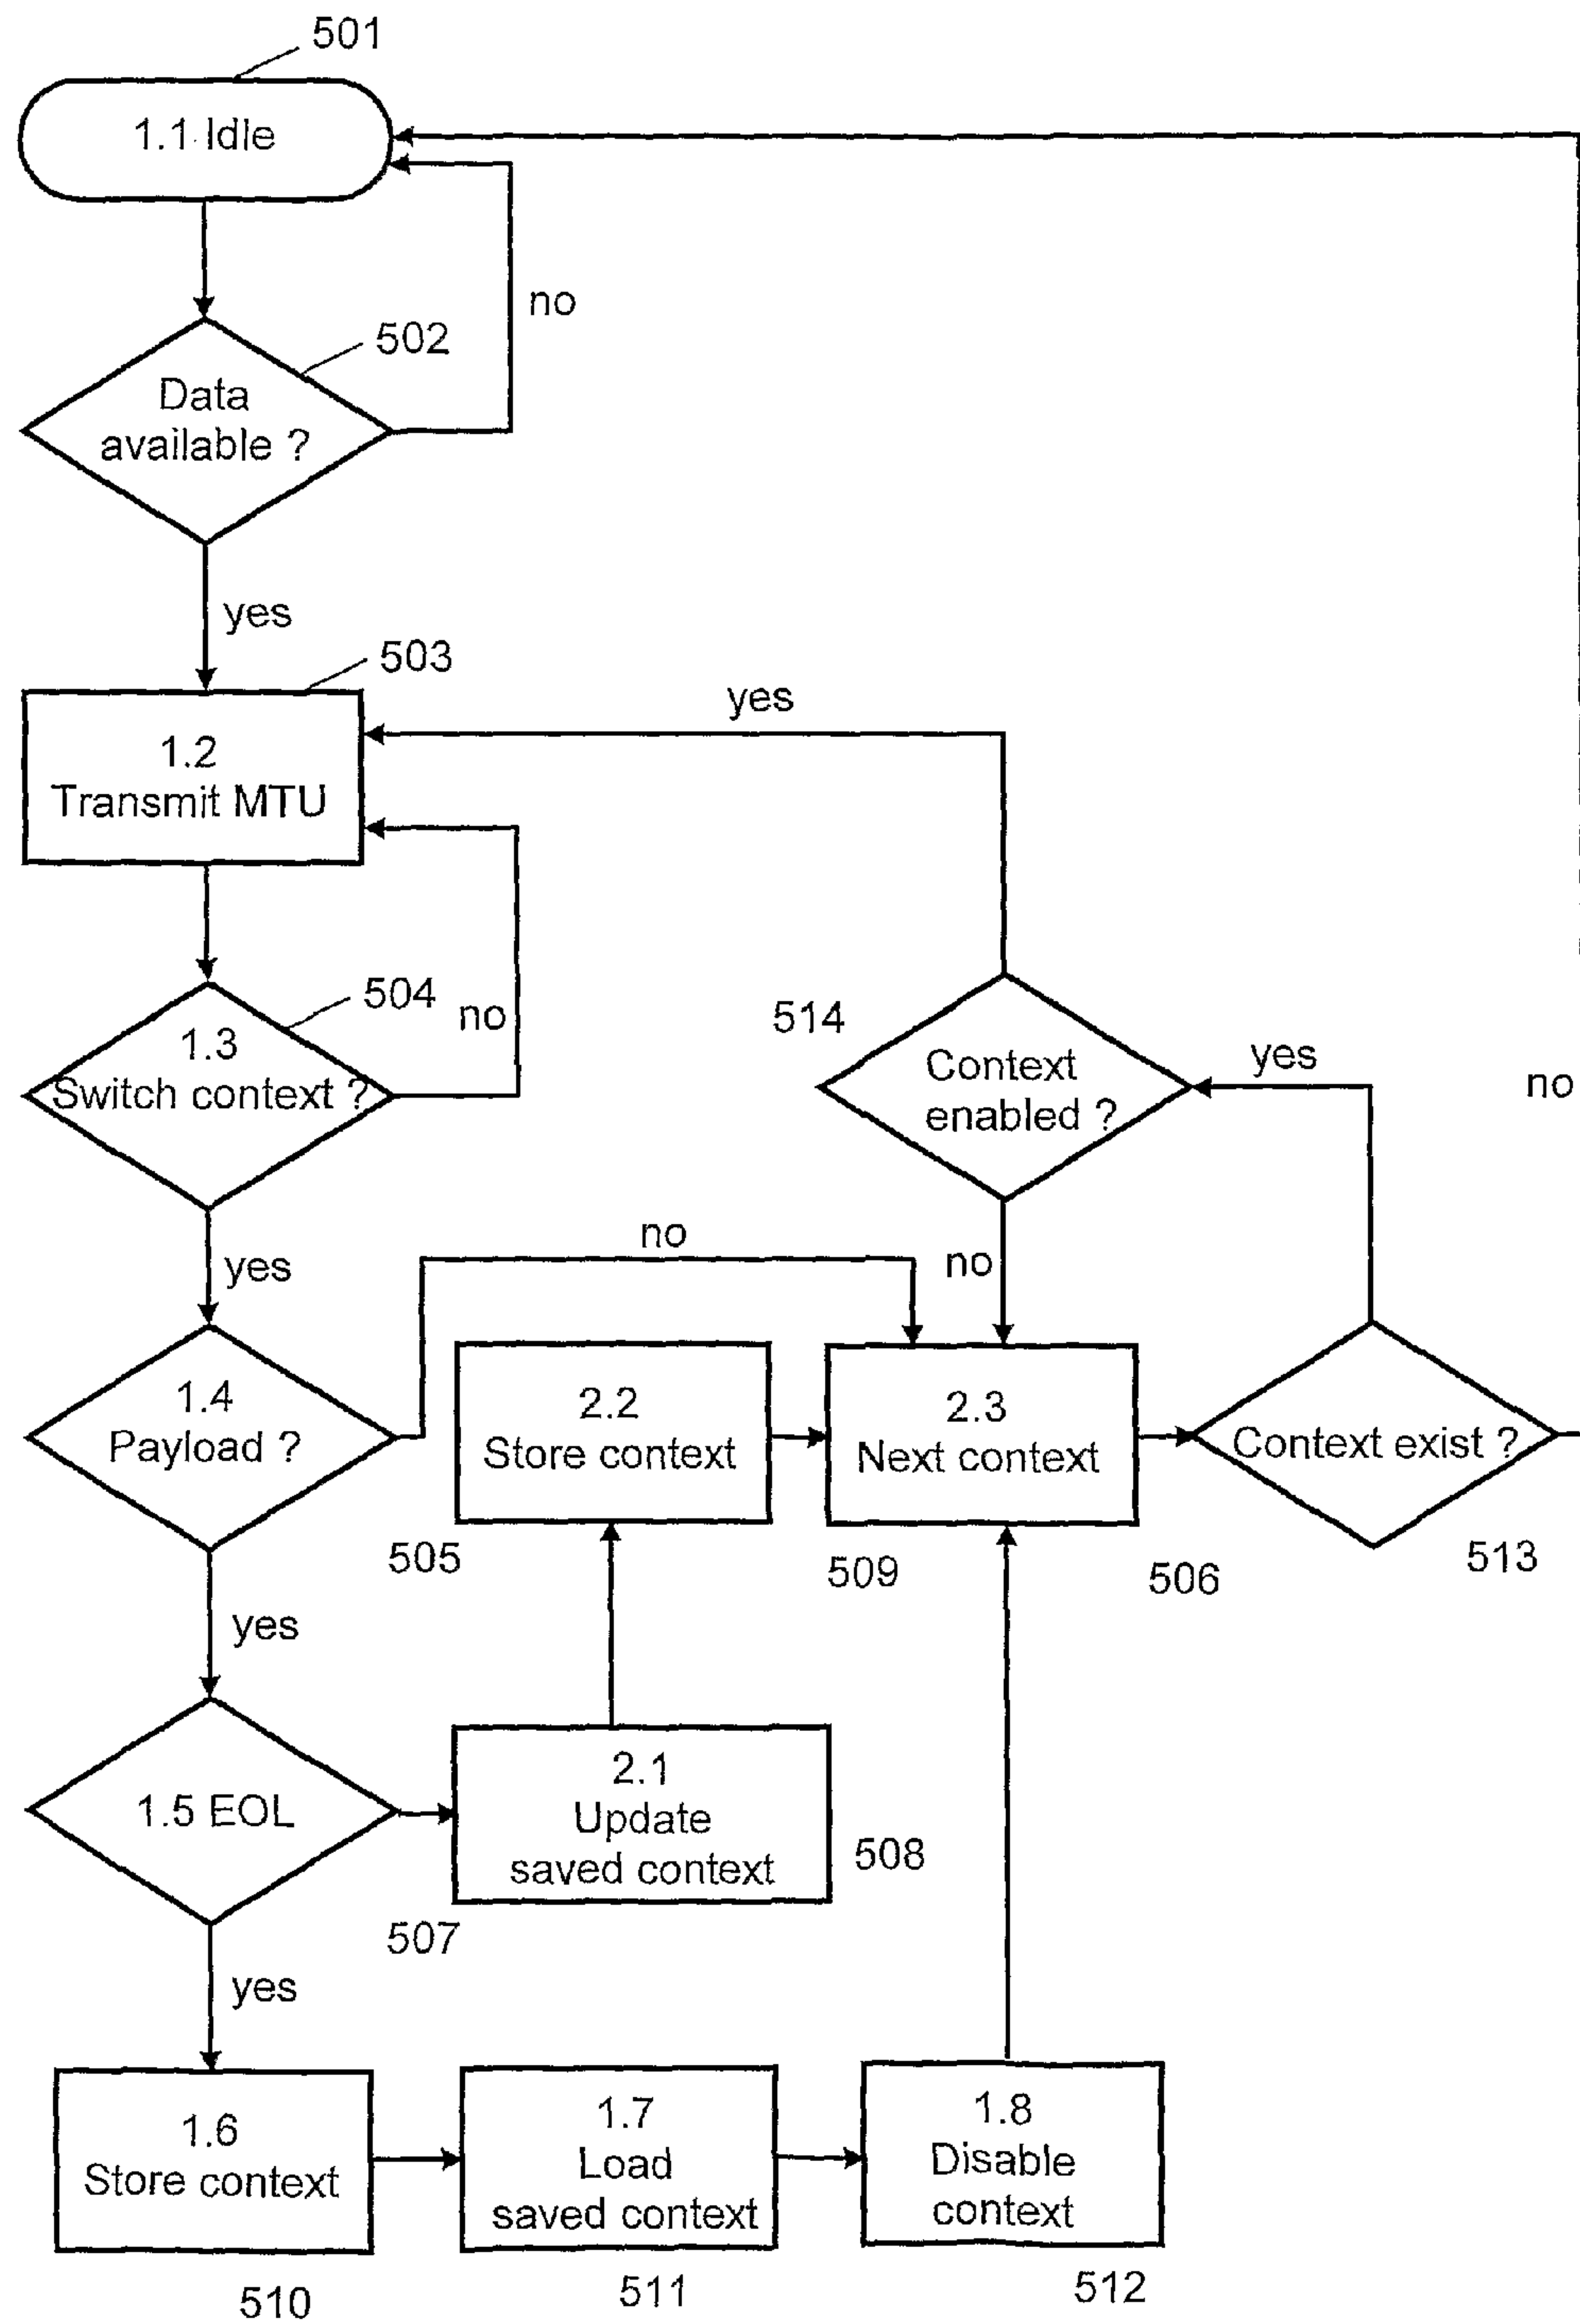 501
1.1 Idle
no
502
Data
available ?
yes
503
1.2
Transmit MTU
yes
504
no
1.3
Switch context ?
514
Context
enabled ?
yes
no
yes
no
no
1.4
Payload ?
2.2
Store context
2.3
Next context
Context exist ?
505
509
506
513
yes
1.5 EOL
2.1
Update
saved context
508
507
yes
1.6
Store context
1.7
Load
saved context
1.8
Disable
context
510
511
512